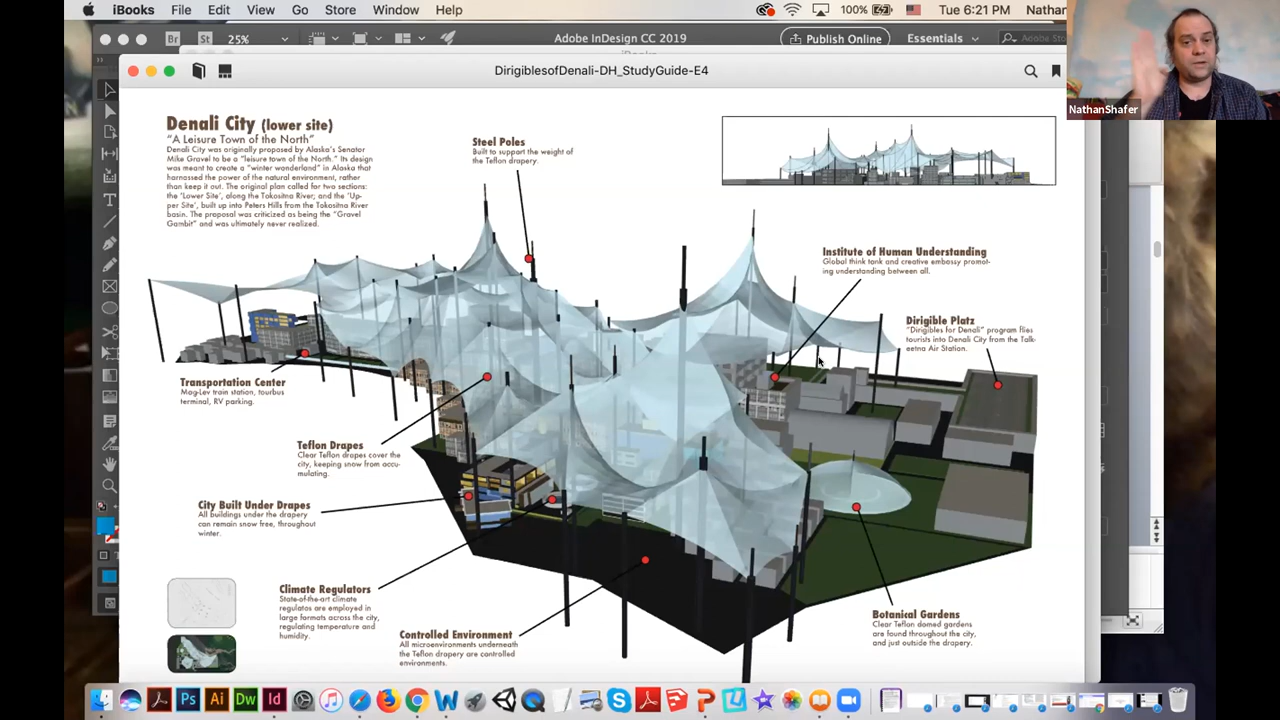 iBooks File Edit View Go Store Window Help
100% Tue 6:21 PM Nathan
Br St 25%
Adobe InDesign CC 2019
Publish Online
Essentials
Ado
DirigiblesofDenali-DH_StudyGuide-E4
NathanShafer
Denali City (lower site)
"A Leisure Town of the North"
Denali City was originally proposed by Alaska's Senator
Mike Gravel to be a "leisure town of the North." Its design
was meant to create a "winter wonderland" in Alaska that
harnassed the power of the natural environment, rather
than keep it out. The original plan called for two sections:
the 'Lower Site', along the Tokositna River; and the 'Up-
per Site', built up into Peters Hills from the Tokositna River
basin. The proposal was criticized as being the "Gravel
Gambit" and was ultimately never realized.
Steel Poles
Built to support the weight of
the Teflon drapery.
Institute of Human Understanding
Global think tank and creative embassy promot-
ing understanding between all.
Dirigible Platz
"Dirigibles for Denali" program flies
tourists into Denali City from the Talk-
eetna Air Station.
Transportation Center
Mag-Lev train station, tourbus
terminal, RV parking.
Teflon Drapes
Clear Teflon drapes cover the
city, keeping snow from accu-
mulating.
City Built Under Drapes
All buildings under the drapery
can remain snow free, throughout
winter.
Climate Regulators
State-of-the-art climate
regulatos are employed in
large formats across the city,
regulating temperature and
humidity.
Controlled Environment
All microenvironments underneath
the Teflon drapery are controlled
environments.
Botanical Gardens
Clear Teflon domed gardens
are found throughout the city,
and just outside the drapery.
Ps Ai Dw Id